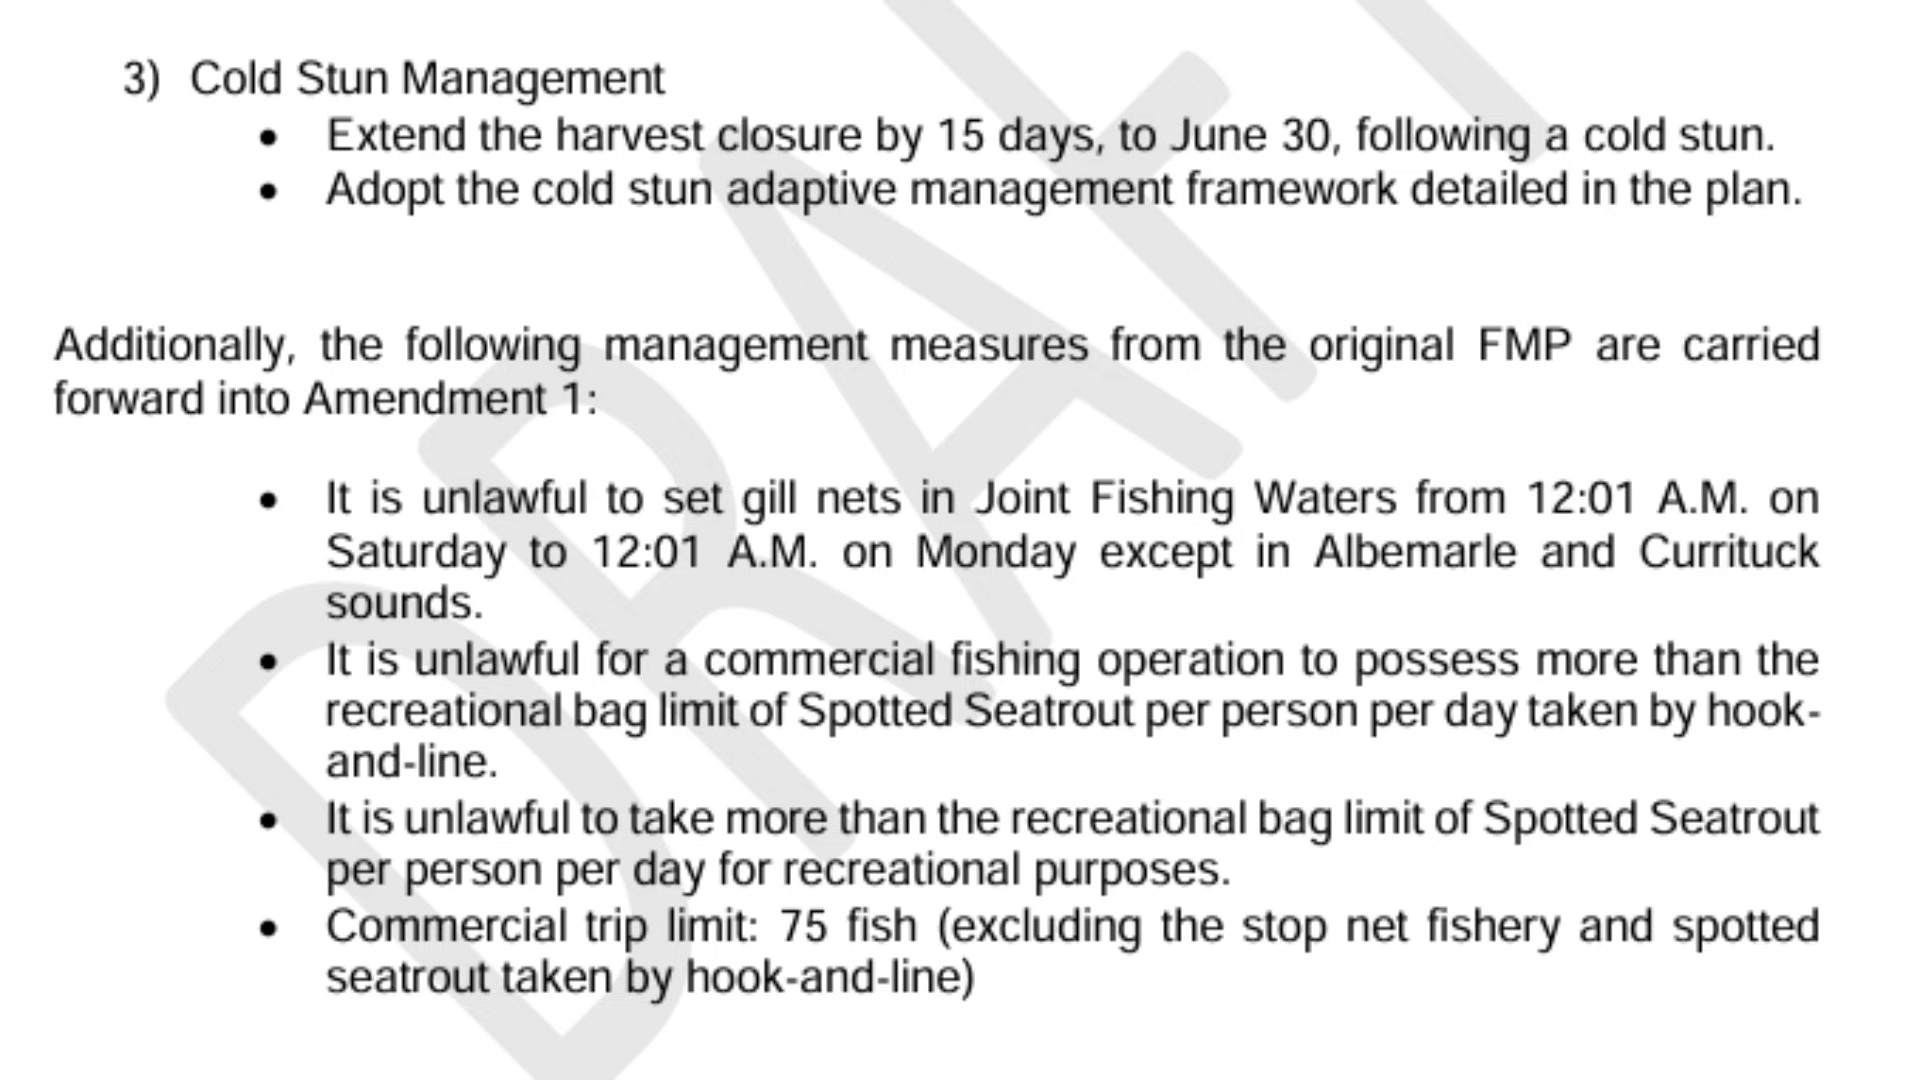 3) Cold Stun Management
• Extend the harvest closure by 15 days, to June 30, following a cold stun.
• Adopt the cold stun adaptive management framework detailed in the plan.
Additionally, the following management measures from the original FMP are carried
forward into Amendment 1:
• It is unlawful to set gill nets in Joint Fishing Waters from 12:01 A.M. on
Saturday to 12:01 A.M. on Monday except in Albemarle and Currituck
sounds.
• It is unlawful for a commercial fishing operation to possess more than the
recreational bag limit of Spotted Seatrout per person per day taken by hook-
and-line.
• It is unlawful to take more than the recreational bag limit of Spotted Seatrout
per person per day for recreational purposes.
• Commercial trip limit: 75 fish (excluding the stop net fishery and spotted
seatrout taken by hook-and-line)
DRAFT